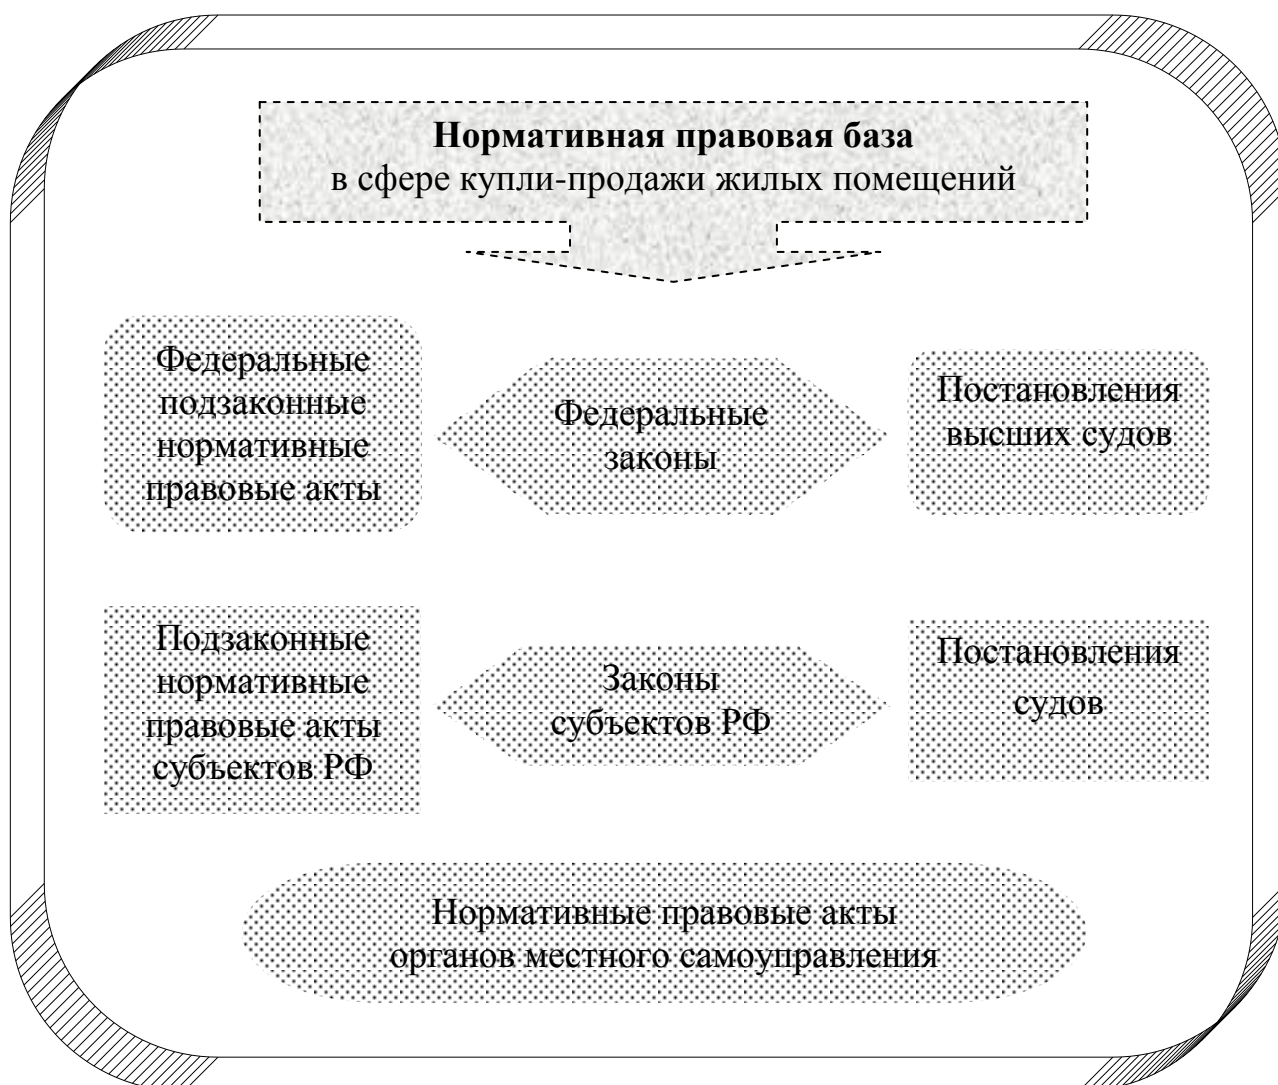 Нормативная правовая база
в сфере купли-продажи жилых помещений
Федеральные
подзаконные
нормативные
правовые акты
Федеральные
законы
Постановления
высших судов
Подзаконные
нормативные
правовые акты
субъектов РФ
Законы
субъектов РФ
Постановления
судов
Нормативные правовые акты
органов местного самоуправления